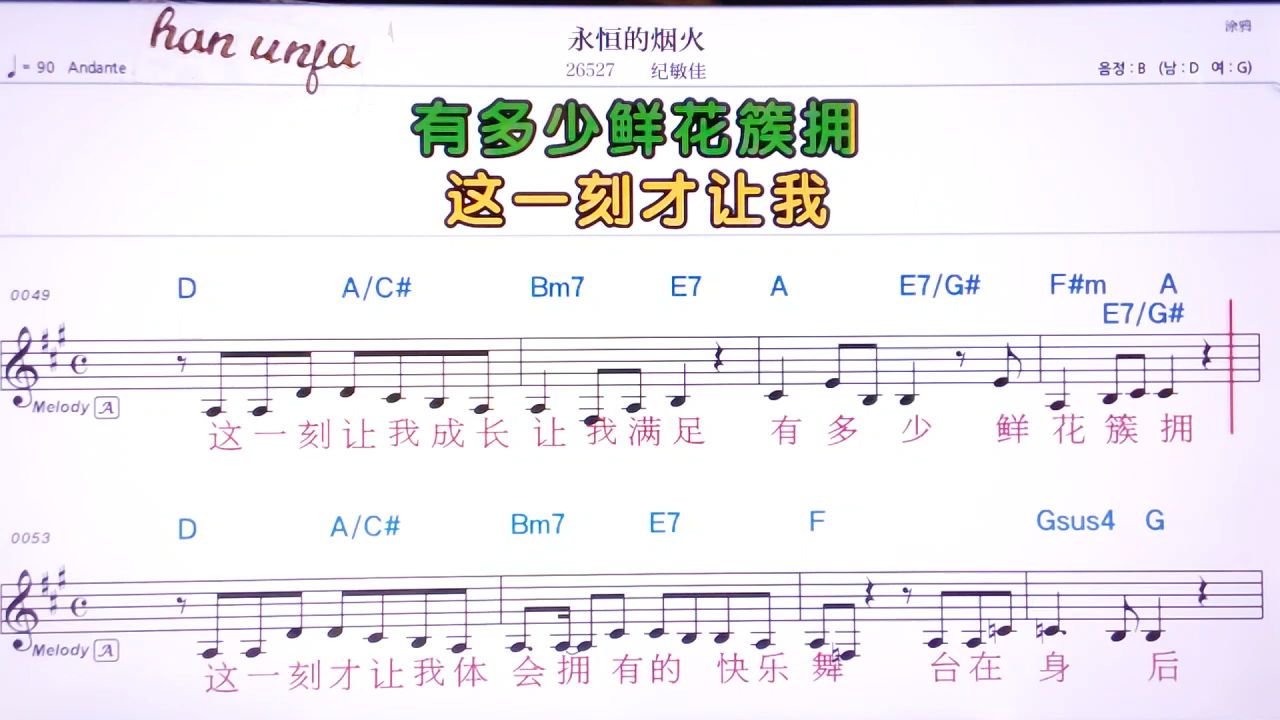 han unfa
永恒的烟火
涂鸦
♩= 90 Andante
26527 纪敏佳
음정 : B (남 : D 여 : G)
有多少鲜花簇拥
这一刻才让我
0049
D A/C# Bm7 E7 A E7/G# F#m A
E7/G#
Melody A
这一刻让我成长 让我满足 有多少 鲜花簇拥
0053
D A/C# Bm7 E7 F Gsus4 G
Melody A
这一刻才让我体会拥有的快乐舞 台在身 后